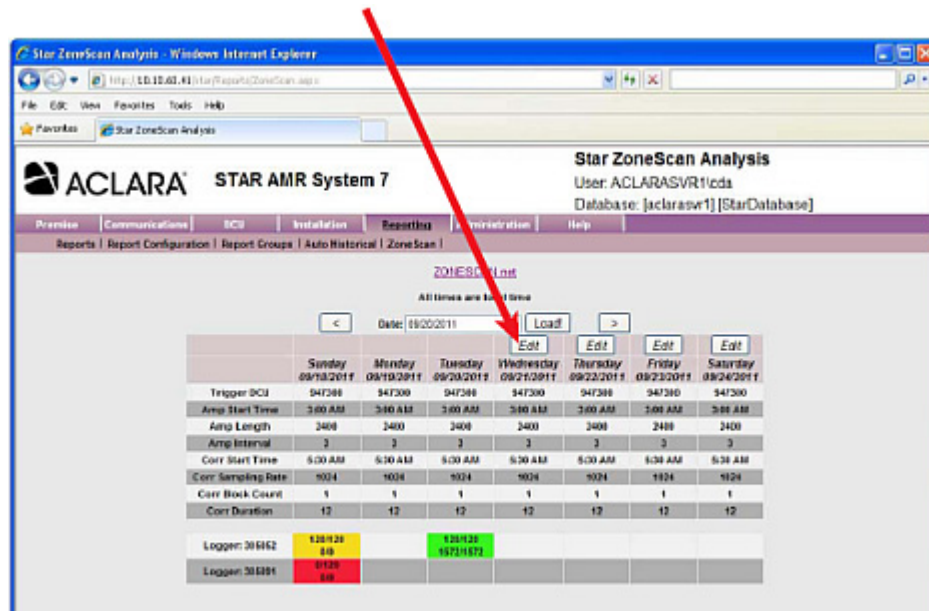 Star ZoneScan Analysis - Windows Internet Explorer
File Edit View Favorites Tools Help
Favorites Star ZoneScan Analysis
ACLARA STAR AMR System 7
Star ZoneScan Analysis
User: ACLARASVR1\cda
Database: [aclarasvr1] [StarDatabase]
Premise Communications DCU Installation Reporting Help
Reports | Report Configuration | Report Groups | Auto Historical | ZoneScan |
All times are time
< Date: 09/20/2011 Load! >
Edit Edit Edit Edit
Sunday Monday Tuesday Wednesday Thursday Friday Saturday
09/18/2011 09/19/2011 09/20/2011 09/21/2011 09/22/2011 09/23/2011 09/24/2011
Trigger DCU 947300 947300 947300 947300 947300 947300 947300
Amp Start Time 3:00 AM 3:00 AM 3:00 AM 3:00 AM 3:00 AM 3:00 AM 3:00 AM
Amp Length 2400 2400 2400 2400 2400 2400 2400
Amp Interval 3 3 3 3 3 3 3
Corr Start Time 5:30 AM 5:30 AM 5:30 AM 5:30 AM 5:30 AM 5:30 AM 5:30 AM
Corr Sampling Rate 1024 1024 1024 1024 1024 1024 1024
Corr Block Count 1 1 1 1 1 1 1
Corr Duration 12 12 12 12 12 12 12
Logger: 120/120 120/120
0/0 1572/1572
Logger: 0/120
0/0